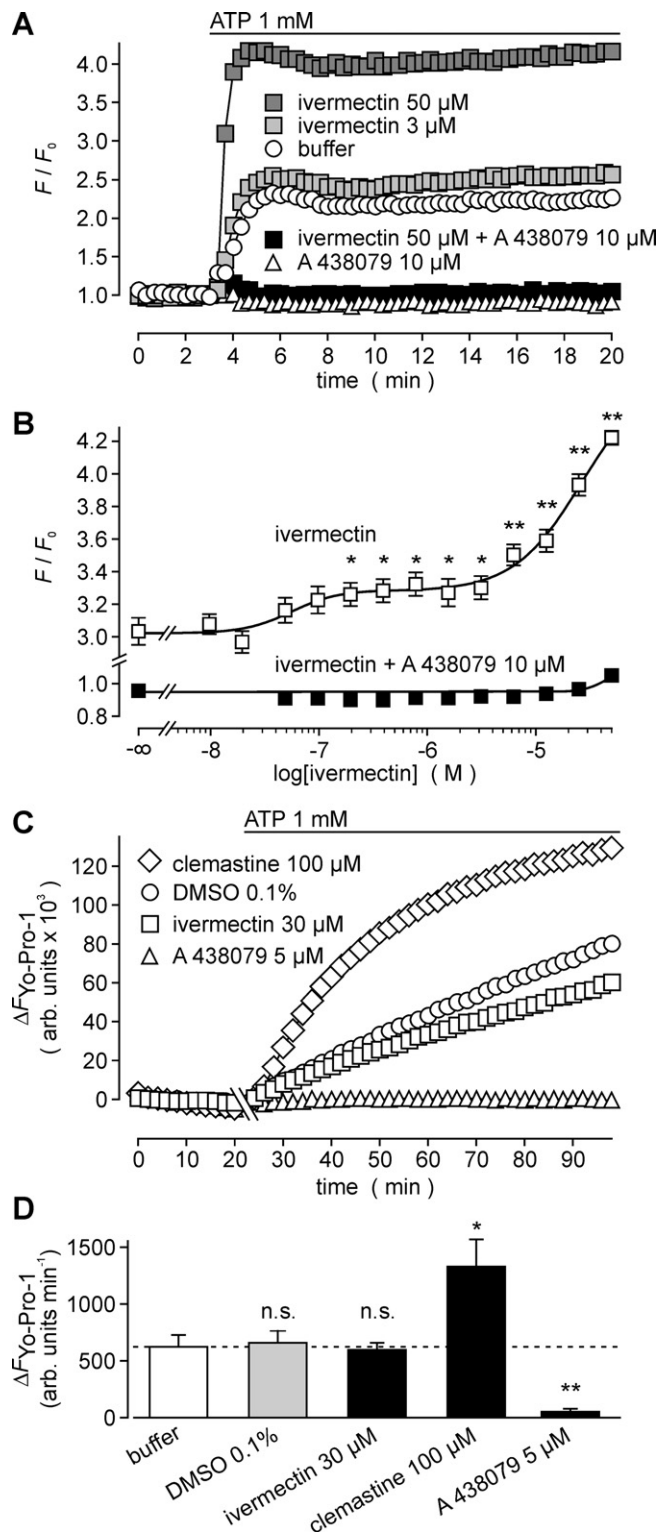 A
ATP 1 mM
F / F0
4.0
3.5
3.0
2.5
2.0
1.5
1.0
ivermectin 50 µM
ivermectin 3 µM
buffer
ivermectin 50 µM + A 438079 10 µM
A 438079 10 µM
0 2 4 6 8 10 12 14 16 18 20
time ( min )
B
F / F0
4.2
3.8
3.4
3.0
1.0
0.8
ivermectin
* * * * * ** ** ** **
ivermectin + A 438079 10 µM
-∞ -8 -7 -6 -5
log[ivermectin] ( M )
C
ATP 1 mM
ΔFYo-Pro-1
( arb. units x 10³ )
120
100
80
60
40
20
0
clemastine 100 µM
DMSO 0.1%
ivermectin 30 µM
A 438079 5 µM
0 10 20 30 40 50 60 70 80 90
time ( min )
D
ΔFYo-Pro-1
(arb. units min⁻¹)
1500
1000
500
0
n.s.
n.s.
*
**
buffer
DMSO 0.1%
ivermectin 30 µM
clemastine 100 µM
A 438079 5 µM